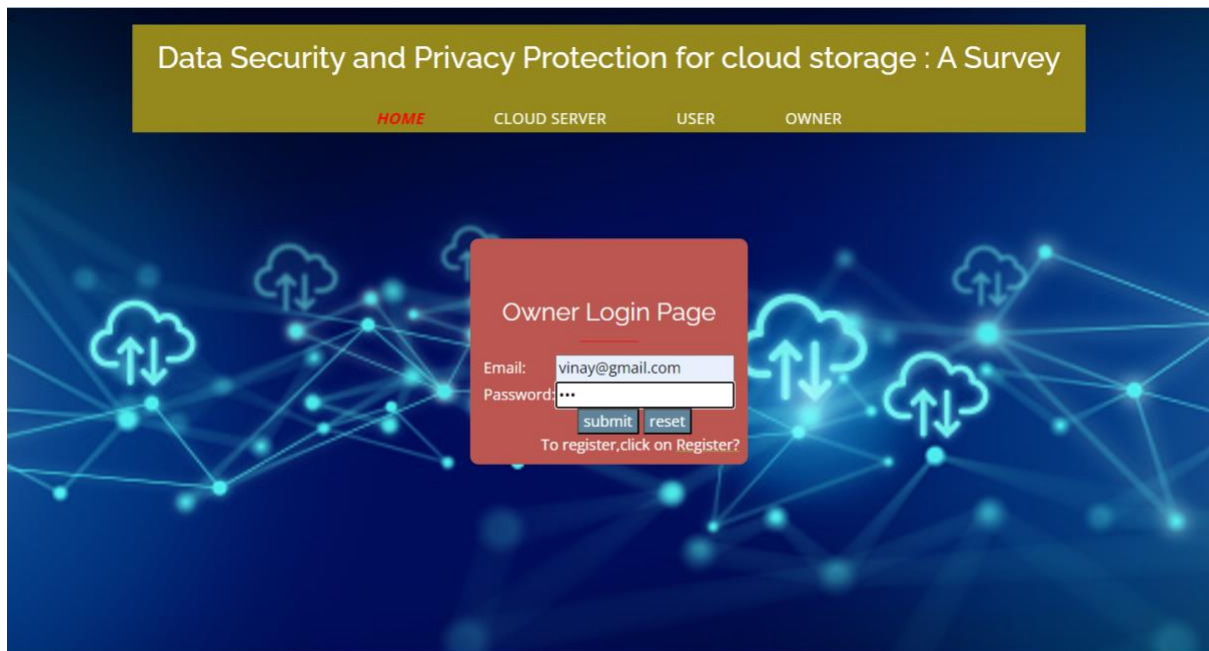 Data Security and Privacy Protection for cloud storage : A Survey
HOME CLOUD SERVER USER OWNER
Owner Login Page
Email: vinay@gmail.com
Password: •••
submit reset
To register,click on Register?